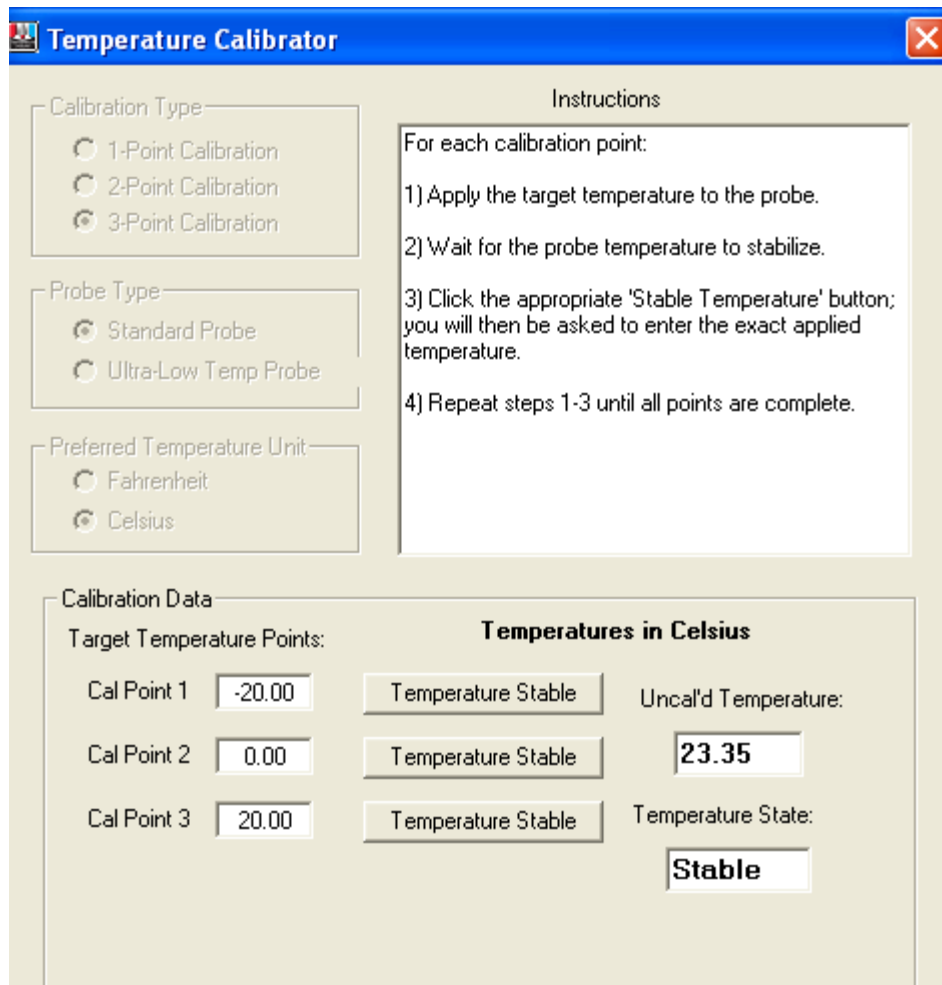 Temperature Calibrator
Calibration Type
1-Point Calibration
2-Point Calibration
3-Point Calibration
Probe Type
Standard Probe
Ultra-Low Temp Probe
Preferred Temperature Unit
Fahrenheit
Celsius
Instructions
For each calibration point:
1) Apply the target temperature to the probe.
2) Wait for the probe temperature to stabilize.
3) Click the appropriate 'Stable Temperature' button;
you will then be asked to enter the exact applied
temperature.
4) Repeat steps 1-3 until all points are complete.
Calibration Data
Target Temperature Points:
Temperatures in Celsius
Cal Point 1 -20.00 Temperature Stable
Uncal'd Temperature:
Cal Point 2 0.00 Temperature Stable
23.35
Cal Point 3 20.00 Temperature Stable
Temperature State:
Stable